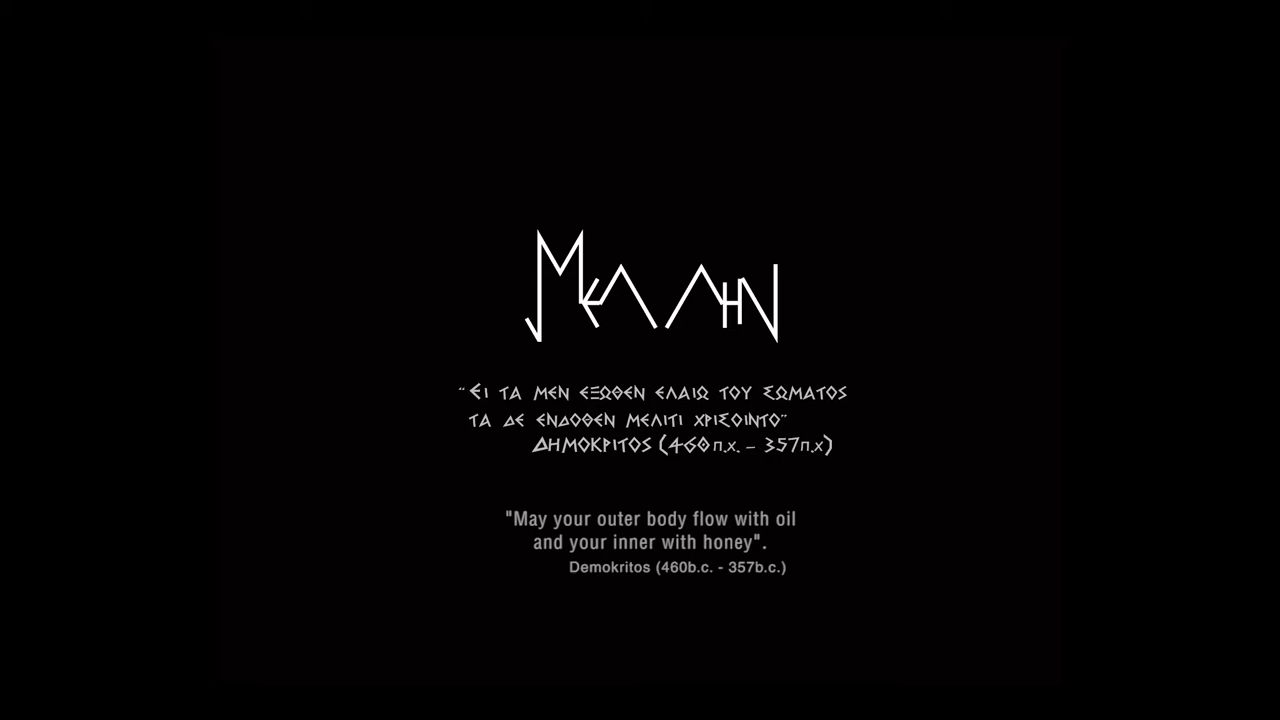 ΜΕΛΛΗΝ
¨ΕΙ ΤΑ ΜΕΝ ΕΞΩΘΕΝ ΕΛΑΙΩ ΤΟΥ ΣΩΜΑΤΟΣ
ΤΑ ΔΕ ΕΝΔΟΘΕΝ ΜΕΛΙΤΙ ΧΡΙΣΟΙΝΤΟ¨
ΔΗΜΟΚΡΙΤΟΣ (460π.χ. – 357π.χ)
"May your outer body flow with oil
and your inner with honey".
Demokritos (460b.c. - 357b.c.)